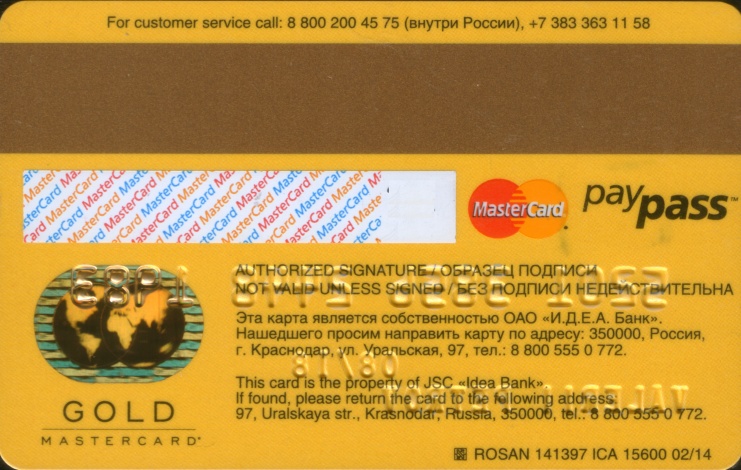 For customer service call: 8 800 200 45 75 (внутри России), +7 383 363 11 58
MasterCard
paypass™
AUTHORIZED SIGNATURE / ОБРАЗЕЦ ПОДПИСИ
NOT VALID UNLESS SIGNED / БЕЗ ПОДПИСИ НЕДЕЙСТВИТЕЛЬНА
Эта карта является собственностью ОАО «И.Д.Е.А. Банк».
Нашедшего просим направить карту по адресу: 350000, Россия,
г. Краснодар, ул. Уральская, 97, тел.: 8 800 555 0 772.
This card is the property of JSC «Idea Bank».
If found, please return the card to the following address:
97, Uralskaya str., Krasnodar, Russia, 350000, tel.: 8 800 555 0 772.
GOLD
MASTERCARD
ROSAN 141397 ICA 15600 02/14